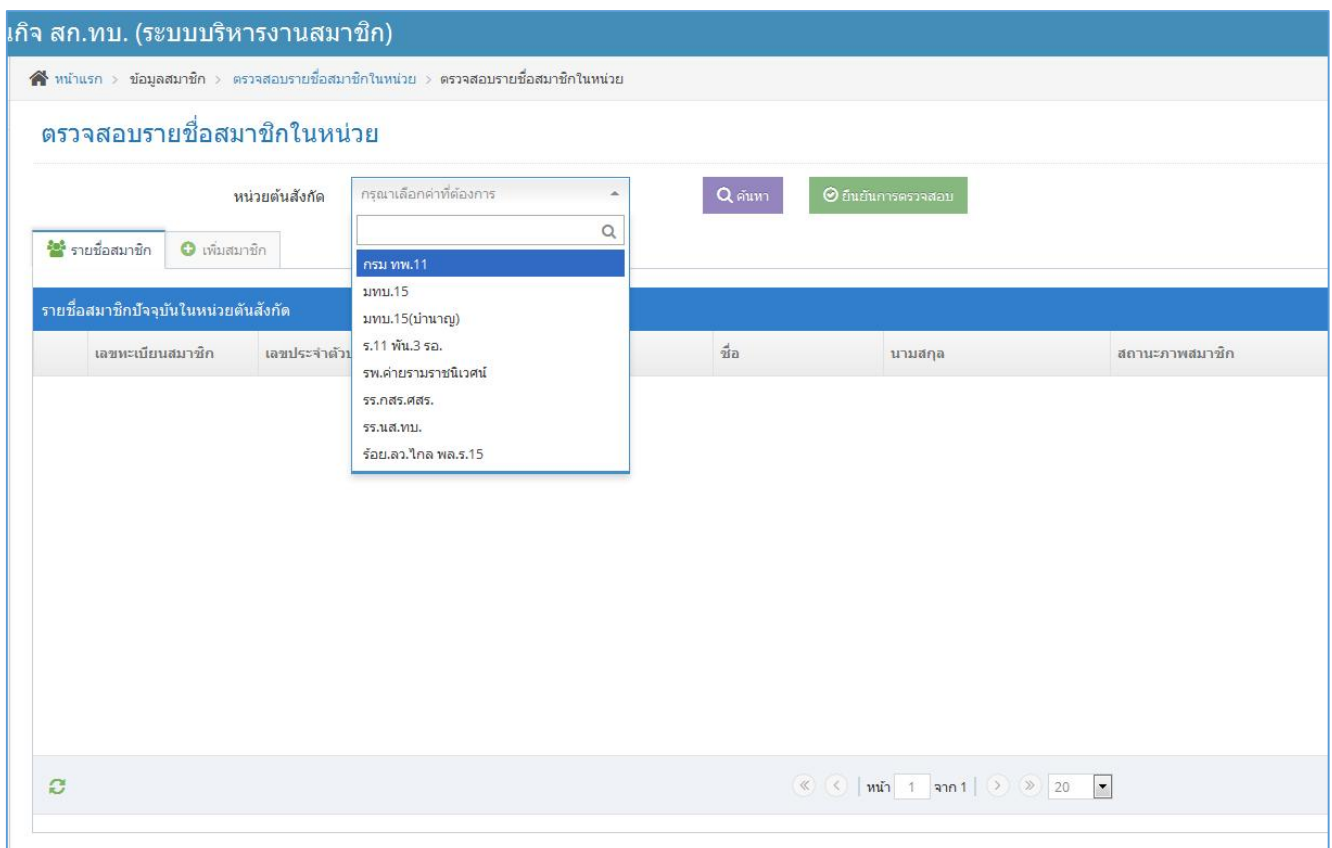 กิจ สก.ทบ. (ระบบบริหารงานสมาชิก)
หน้าแรก > ข้อมูลสมาชิก > ตรวจสอบรายชื่อสมาชิกในหน่วย > ตรวจสอบรายชื่อสมาชิกในหน่วย
ตรวจสอบรายชื่อสมาชิกในหน่วย
หน่วยต้นสังกัด กรุณาเลือกค่าที่ต้องการ ค้นหา ยืนยันการตรวจสอบ
รายชื่อสมาชิก เพิ่มสมาชิก
กรม ทพ.11
มทบ.15
มทบ.15(บำนาญ)
ร.11 พัน.3 รอ.
รพ.ค่ายรามราชนิเวศน์
รร.กสร.ศสร.
รร.นส.ทบ.
ร้อย.ลว.ไกล พล.ร.15
รายชื่อสมาชิกปัจจุบันในหน่วยต้นสังกัด
เลขทะเบียนสมาชิก เลขประจำตัว ชื่อ นามสกุล สถานะภาพสมาชิก
หน้า 1 จาก 1 20